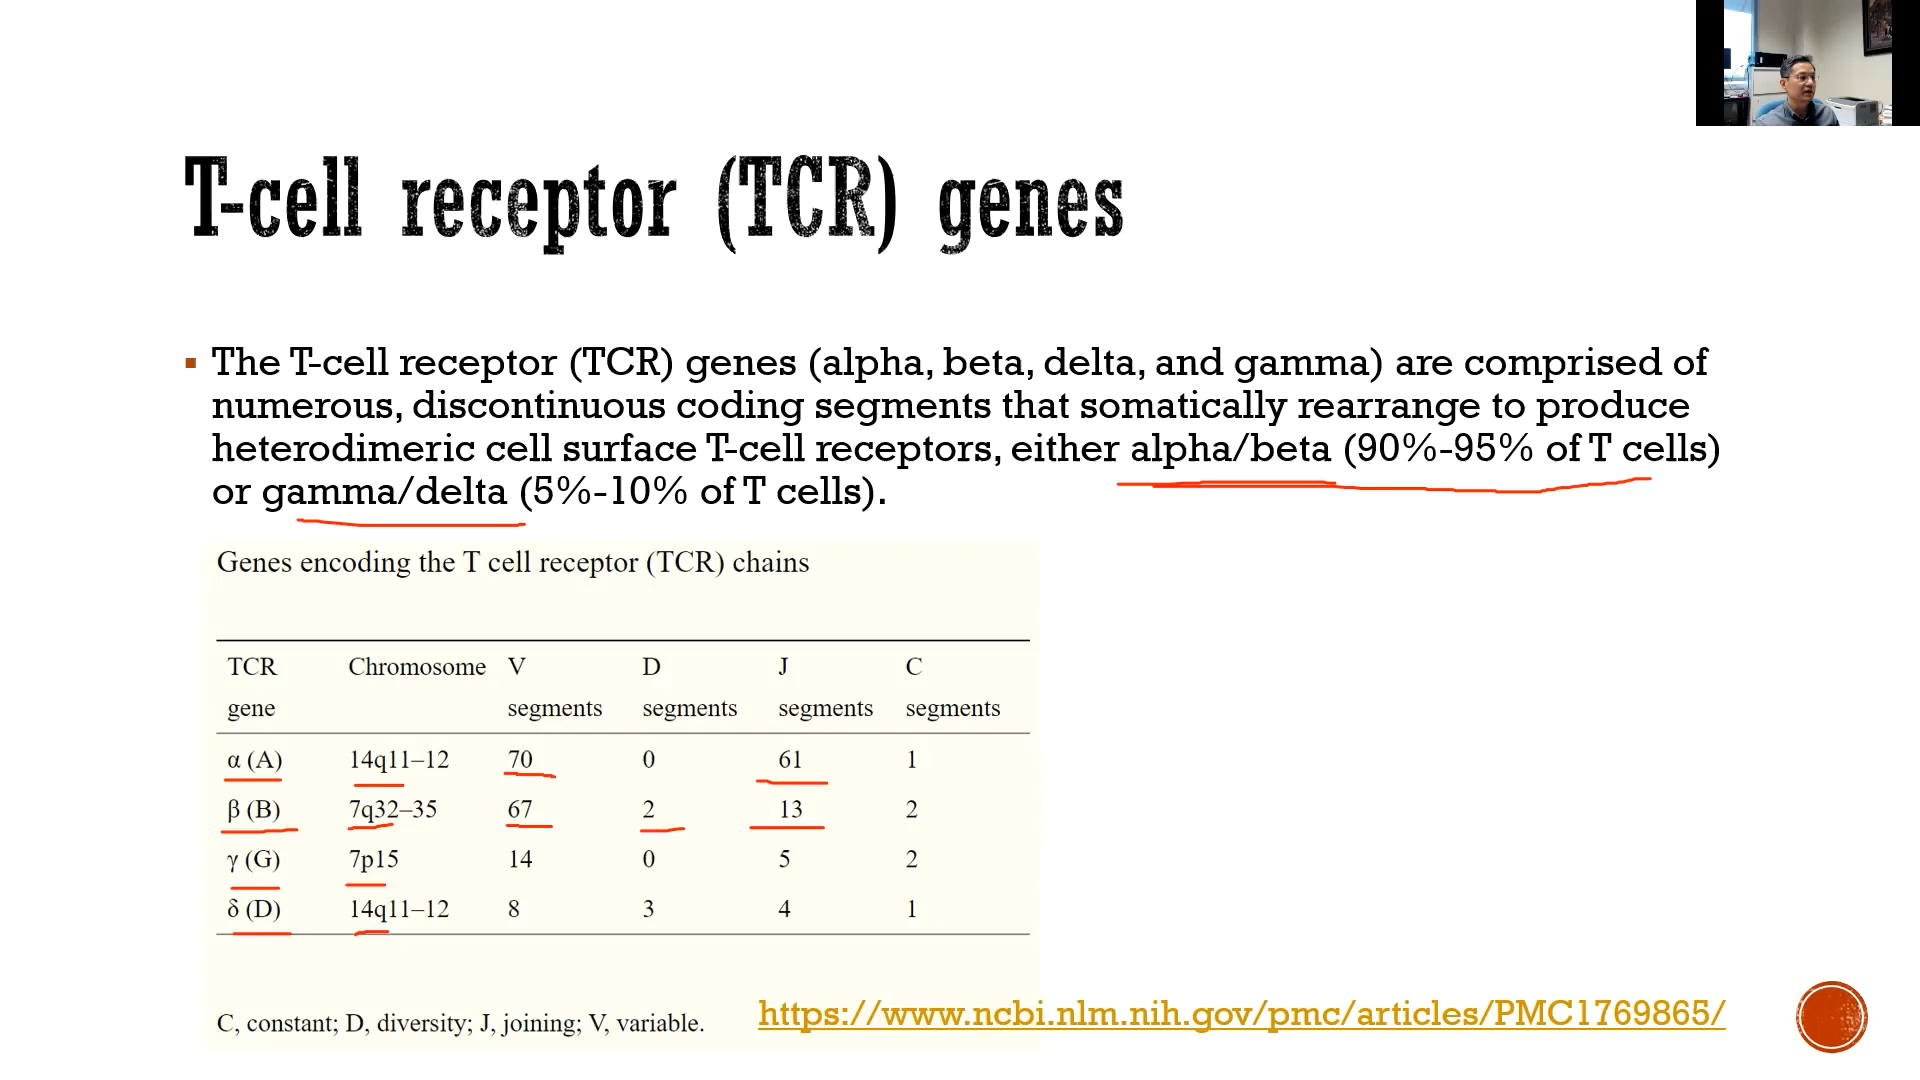 T-cell receptor (TCR) genes
The T-cell receptor (TCR) genes (alpha, beta, delta, and gamma) are comprised of
numerous, discontinuous coding segments that somatically rearrange to produce
heterodimeric cell surface T-cell receptors, either alpha/beta (90%-95% of T cells)
or gamma/delta (5%-10% of T cells).
Genes encoding the T cell receptor (TCR) chains
TCR Chromosome V D J C
gene segments segments segments segments
α (A) 14q11–12 70 0 61 1
β (B) 7q32–35 67 2 13 2
γ (G) 7p15 14 0 5 2
δ (D) 14q11–12 8 3 4 1
C, constant; D, diversity; J, joining; V, variable.
https://www.ncbi.nlm.nih.gov/pmc/articles/PMC1769865/